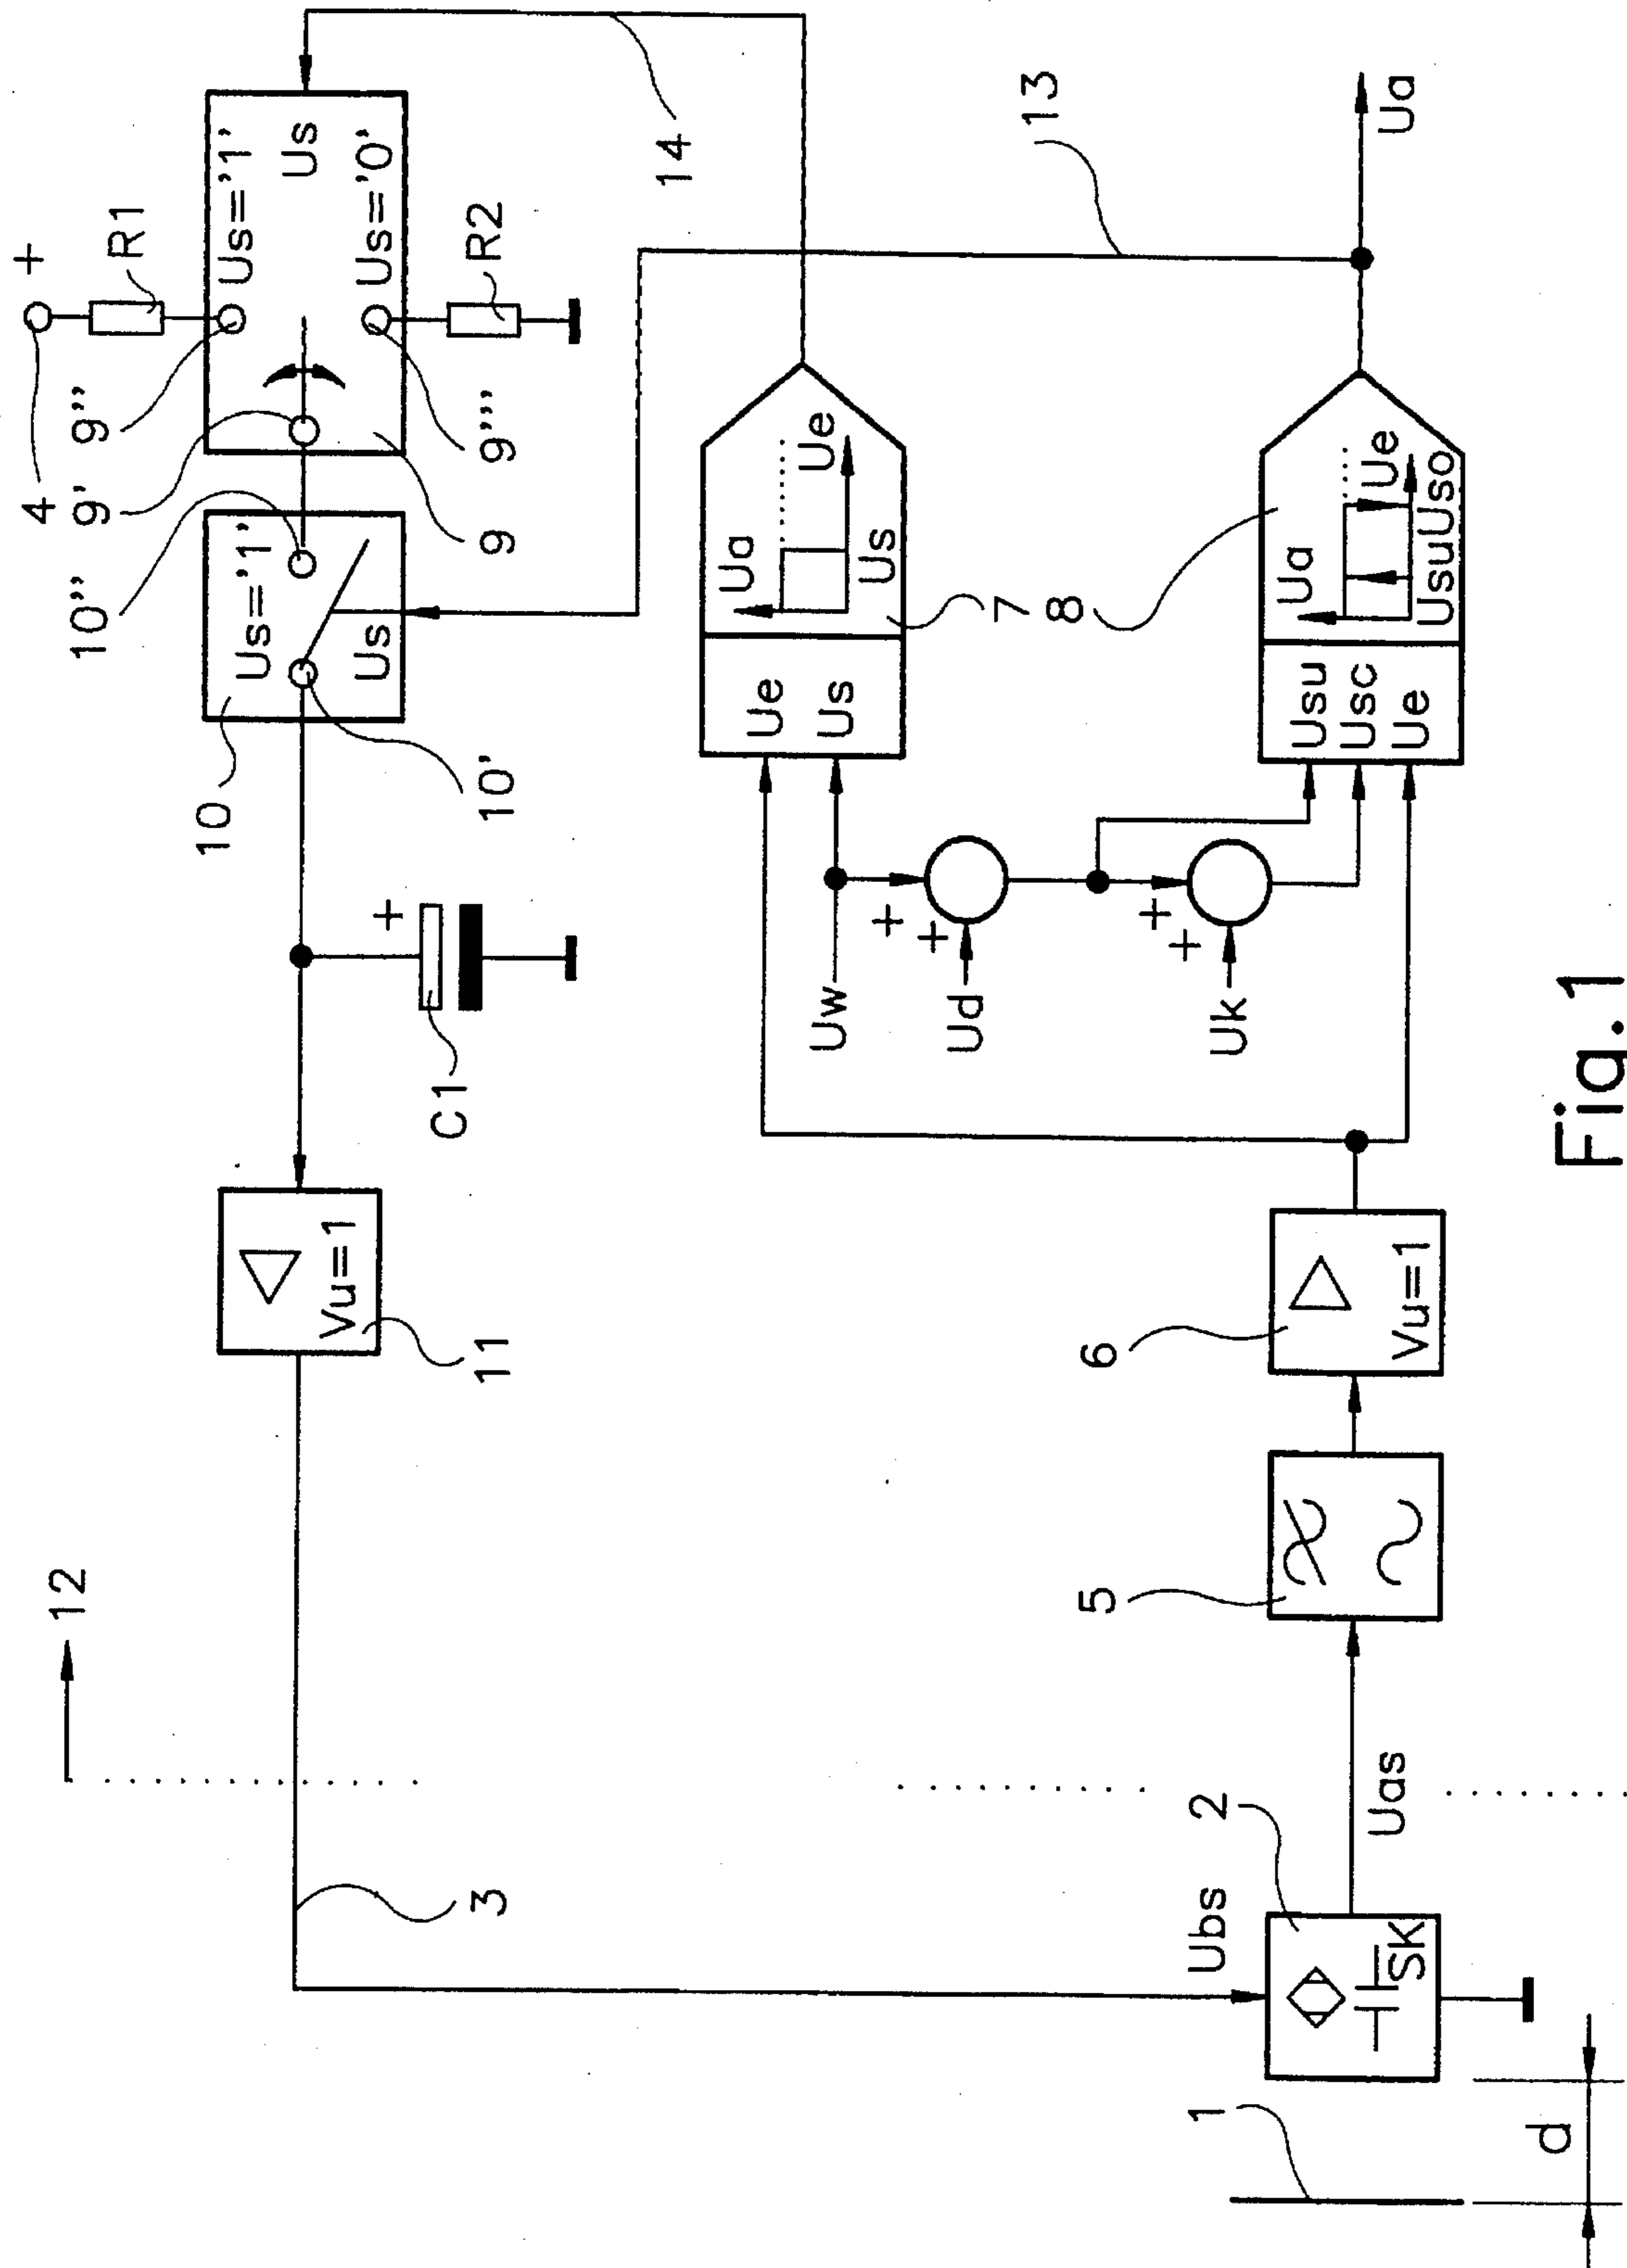 12
4
+
R1
9''
9'
10''
Us='1'
Us
Us='0'
R2
9'''
9
Us='1'
Us
10
10'
+
C1
Vu=1
11
3
14
13
Ua
Ue
Us
Ua
Ue
Us
7
8
Uw
+
+
Ud
+
+
Uk
Usu
Usc
Ue
Ua
Ue
Usu
Uso
Ua
6
Vu=1
5
Uas
2
Ubs
SK
1
d
Fig.1